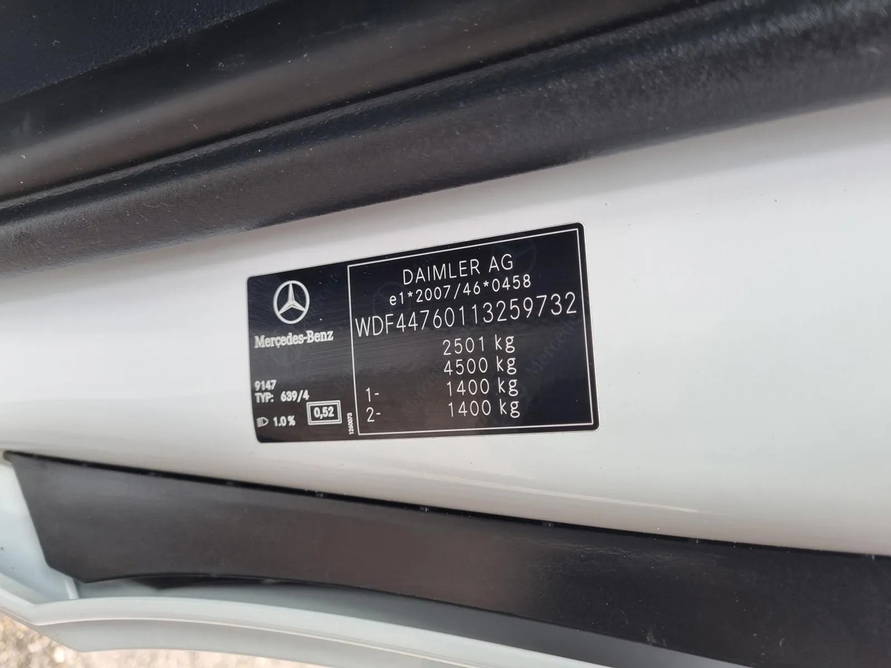 Mercedes-Benz
9147
TYP: 639/4
1.0 %
0,52
DAIMLER AG
e1*2007/46*0458
WDF44760113259732
2501 kg
4500 kg
1- 1400 kg
2- 1400 kg